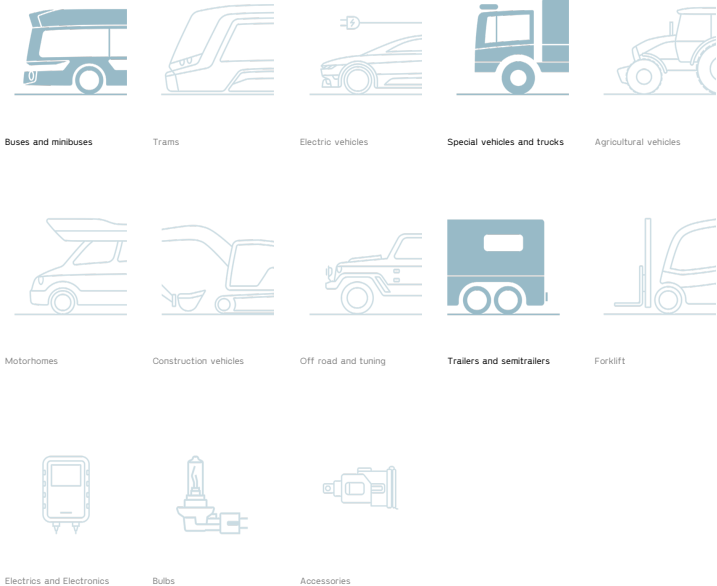 Buses and minibuses
Trams
Electric vehicles
Special vehicles and trucks
Agricultural vehicles
Motorhomes
Construction vehicles
Off road and tuning
Trailers and semitrailers
Forklift
Electrics and Electronics
Bulbs
Accessories